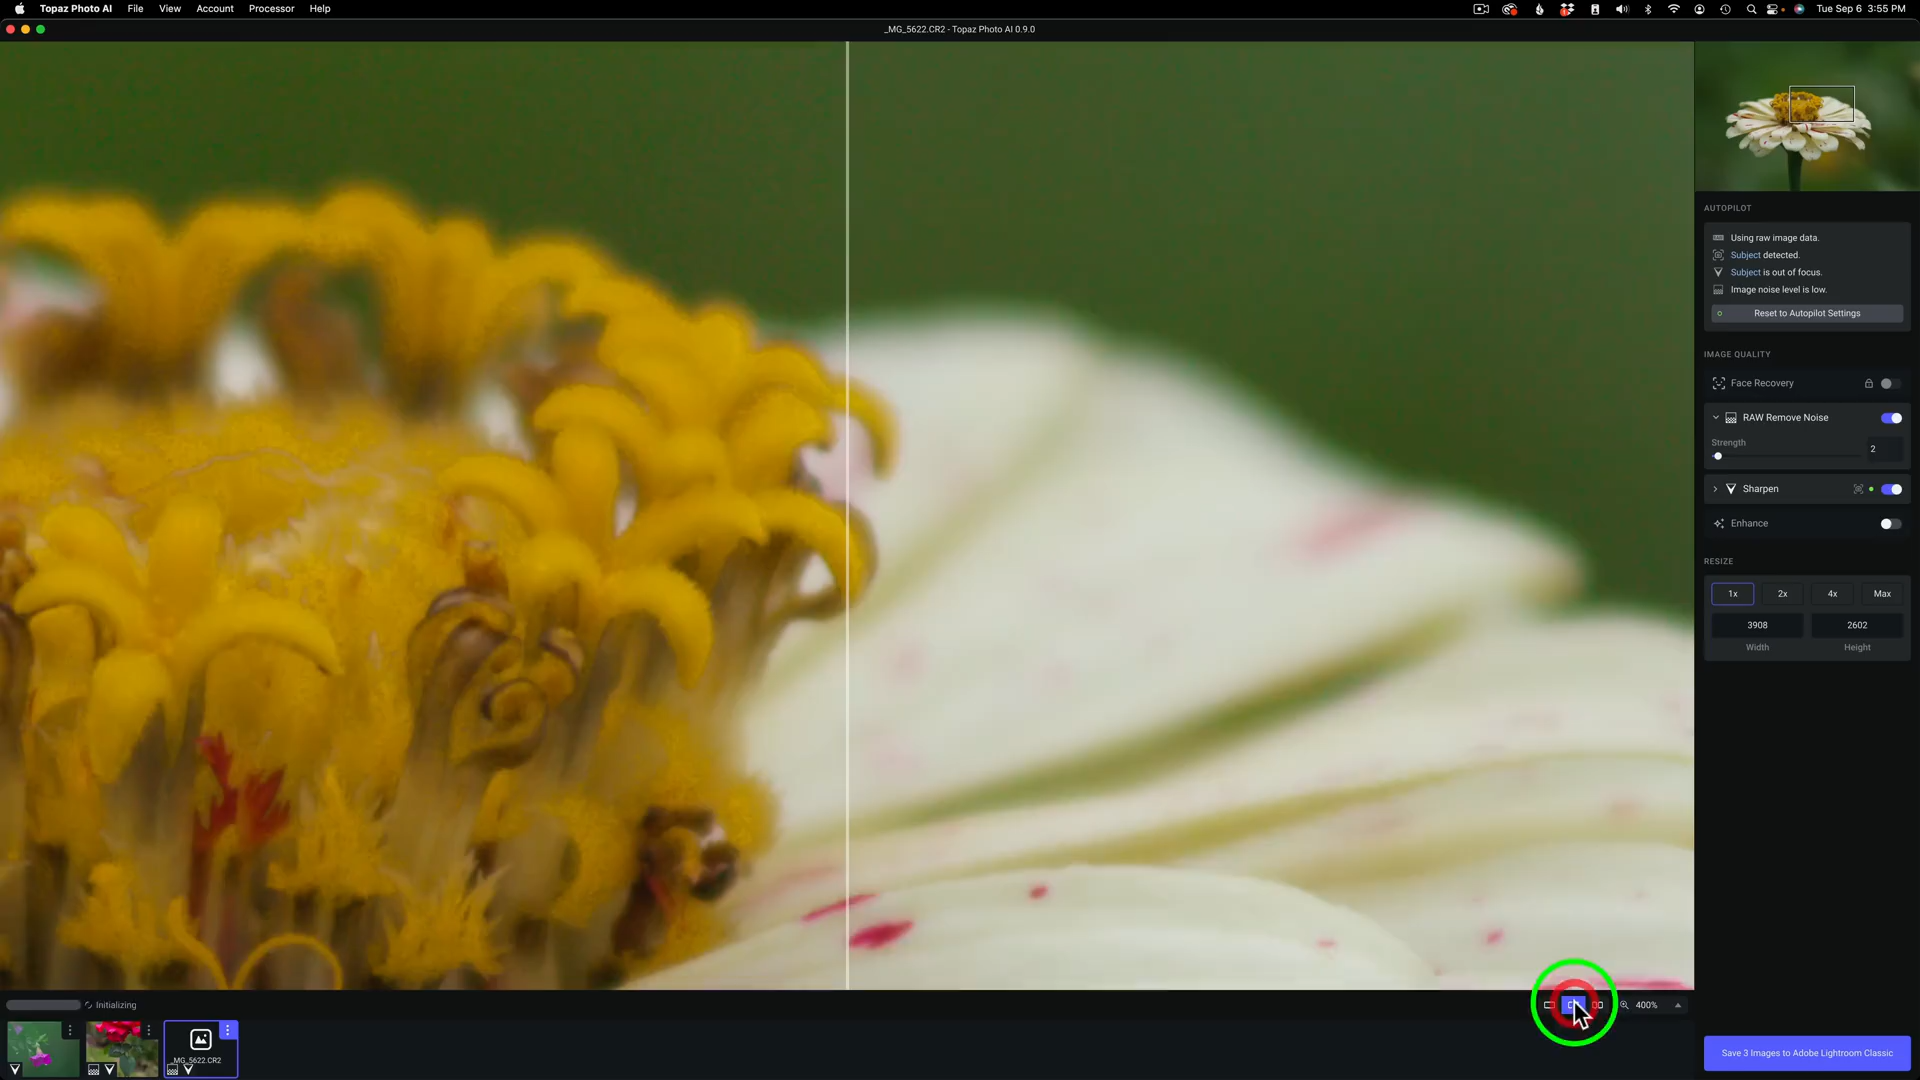 Topaz Photo AI File View Account Processor Help Tue Sep 6 3:55 PM
_MG_5622.CR2 - Topaz Photo AI 0.9.0
AUTOPILOT
Using raw image data.
Subject detected.
Subject is out of focus.
Image noise level is low.
Reset to Autopilot Settings
IMAGE QUALITY
Face Recovery
RAW Remove Noise
Strength
2
Sharpen
Enhance
RESIZE
1x 2x 4x Max
3908 2602
Width Height
Initializing
400%
_MG_5622.CR2
Save 3 Images to Adobe Lightroom Classic